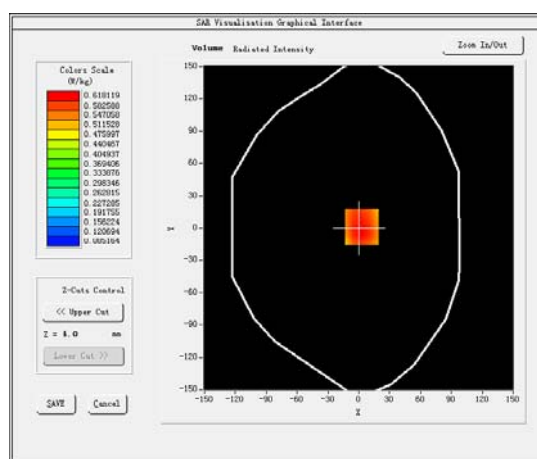 SAR Visualisation Graphical Interface
Volume Radiated Intensity
Zoom In/Out
Colors Scale
(W/kg)
0.618119
0.582588
0.547058
0.511528
0.475997
0.440467
0.404937
0.369406
0.333876
0.298346
0.262815
0.227285
0.191755
0.156224
0.120694
0.085164
150
120
90
60
30
0
-30
-60
-90
-120
-150
Y
-150 -120 -90 -60 -30 0 30 60 90 120 150
X
Z-Cuts Control
<< Upper Cut
Z = 4.0 mm
Lower Cut >>
SAVE Cancel